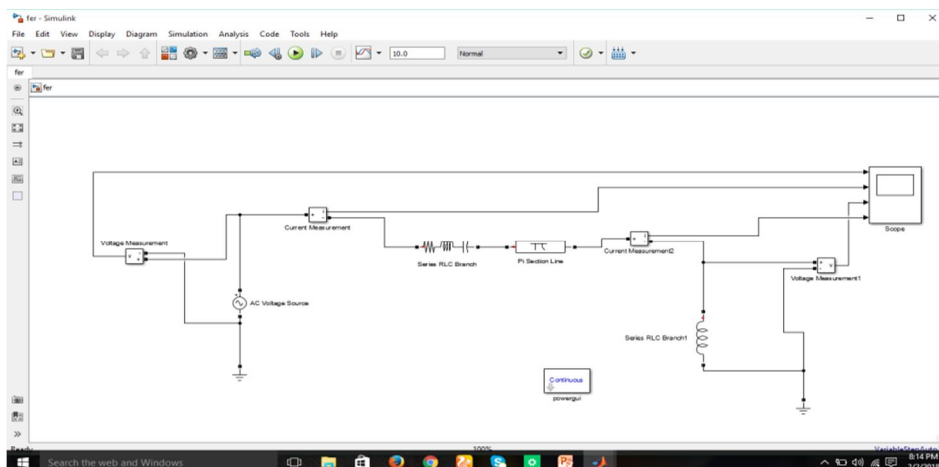 fer - Simulink
File Edit View Display Diagram Simulation Analysis Code Tools Help
10.0 Normal
fer
fer
Scope
Current Measurement
Voltage Measurement
Series RLC Branch
Pi Section Line
Current Measurement2
Voltage Measurement1
AC Voltage Source
Series RLC Branch1
Continuous
powergui
Ready 100% VariableStepAuto
Search the web and Windows
8:14 PM